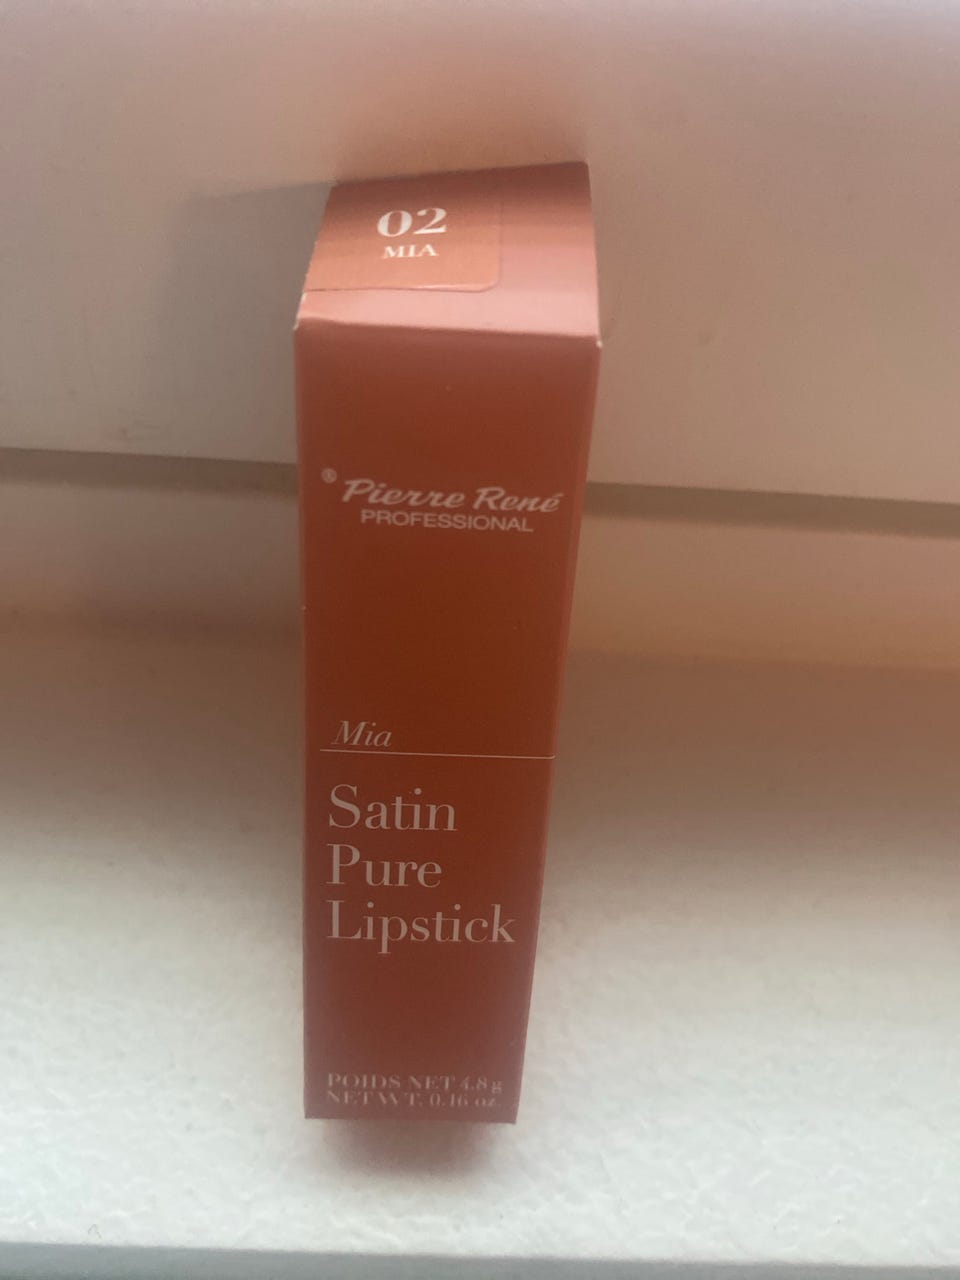 02
MIA
® Pierre René
PROFESSIONAL
Mia
Satin
Pure
Lipstick
POIDS NET 4.8 g
NET WT. 0.16 oz.